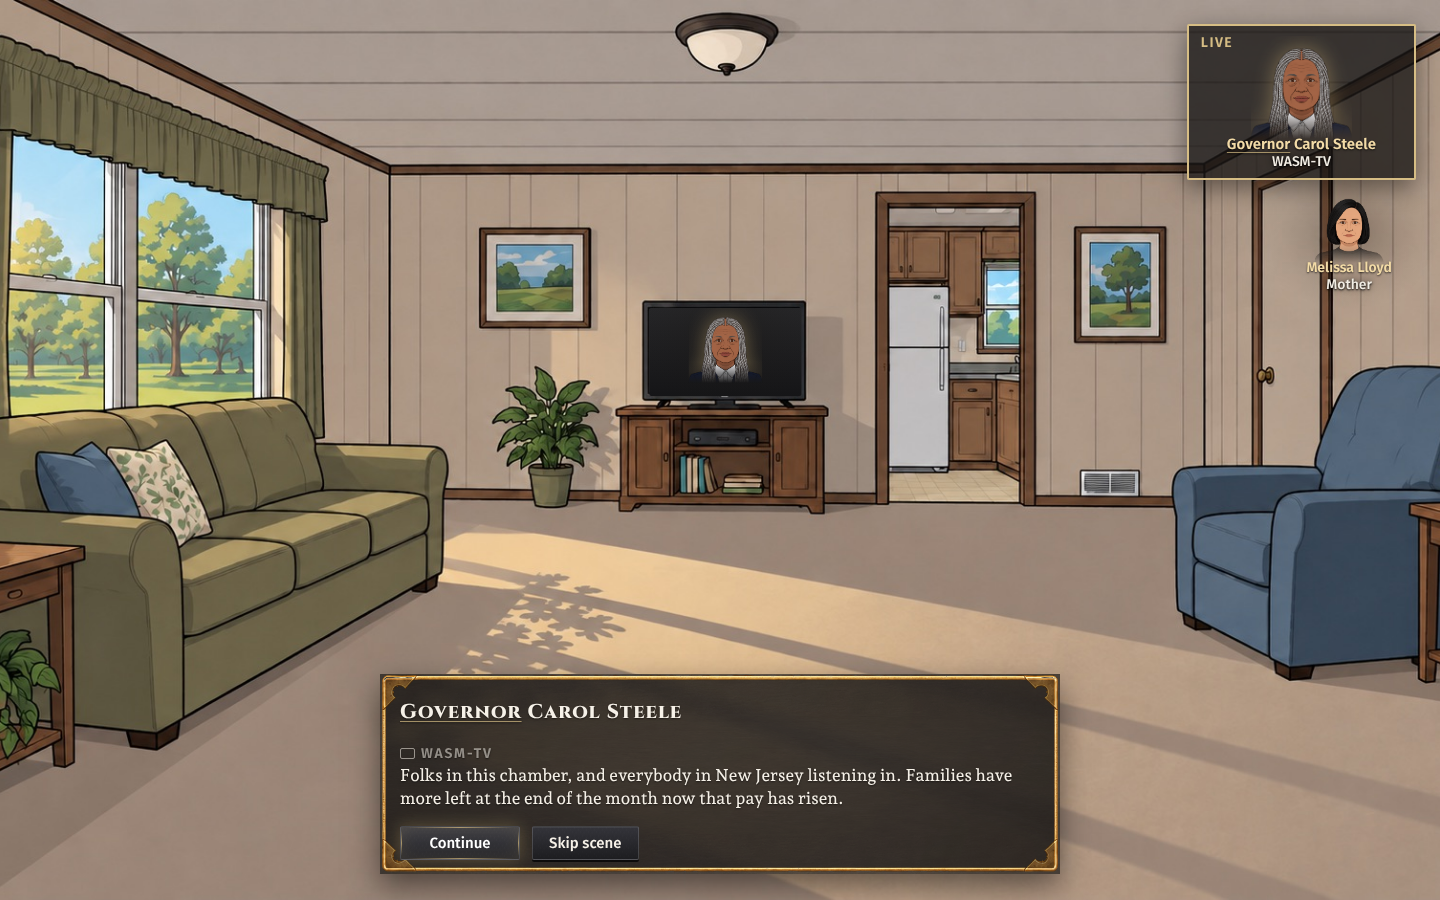 LIVE
Governor Carol Steele
WASM-TV
Melissa Lloyd
Mother
Governor Carol Steele
WASM-TV
Folks in this chamber, and everybody in New Jersey listening in. Families have
more left at the end of the month now that pay has risen.
Continue
Skip scene